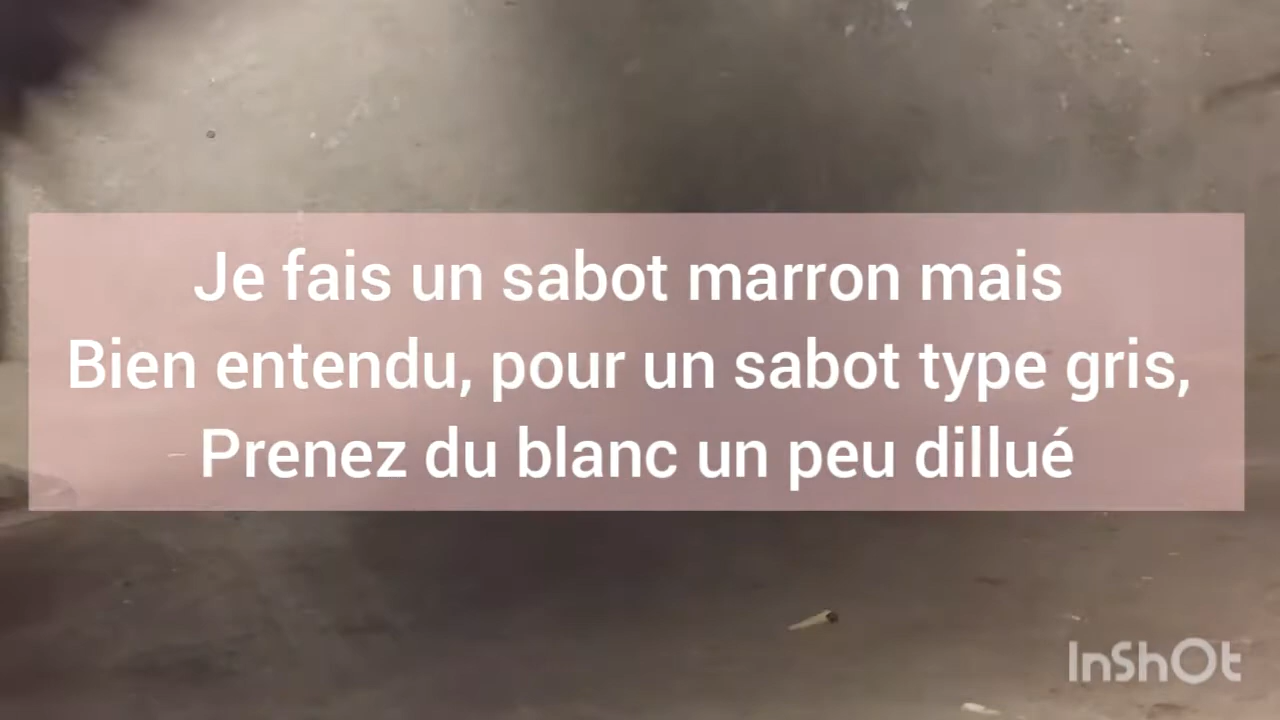 Je fais un sabot marron mais
Bien entendu, pour un sabot type gris,
Prenez du blanc un peu dillué
InShOt